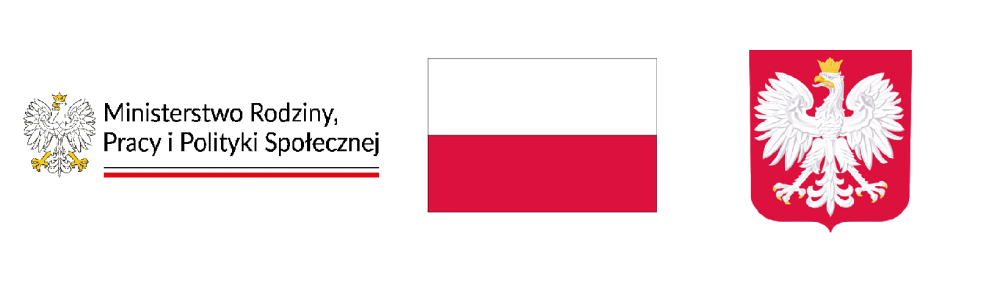 Ministerstwo Rodziny,
Pracy i Polityki Społecznej